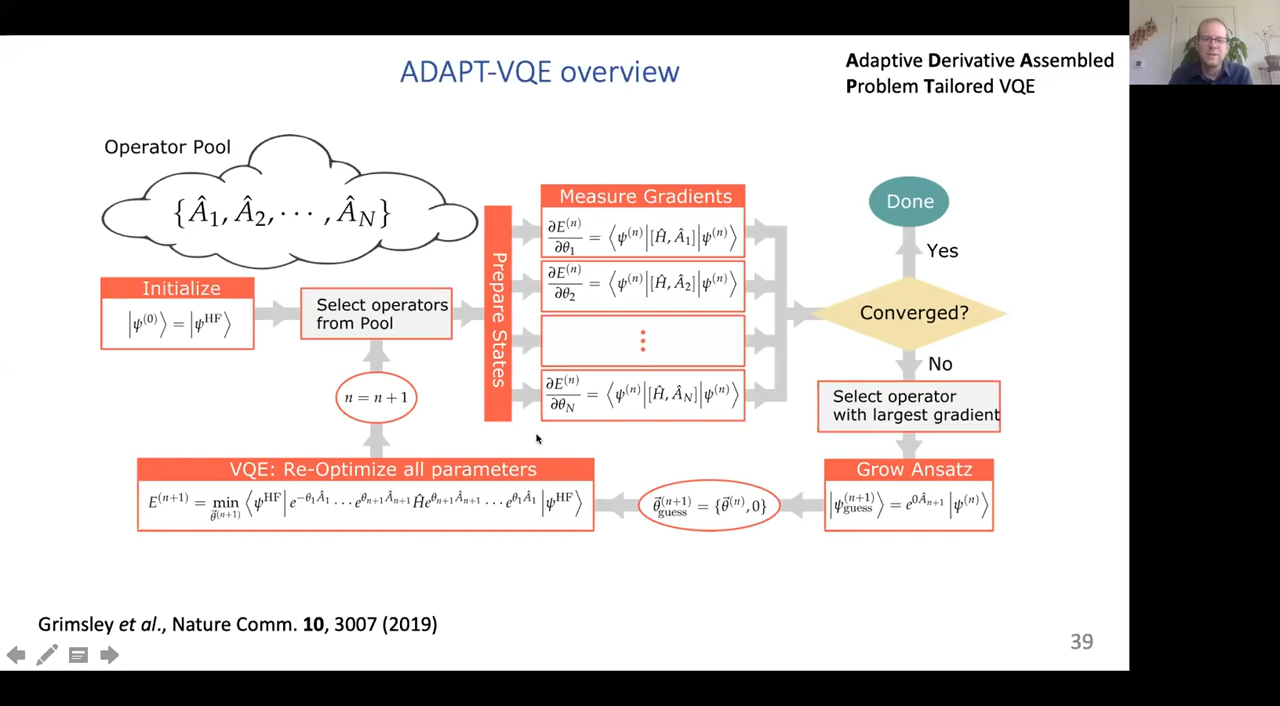 ADAPT-VQE overview
Adaptive Derivative Assembled
Problem Tailored VQE
Operator Pool
{Â₁, Â₂, ⋯ , Â_N}
Initialize
|ψ⁽⁰⁾⟩ = |ψ^HF⟩
Select operators
from Pool
Prepare States
Measure Gradients
∂E⁽ⁿ⁾/∂θ₁ = ⟨ψ⁽ⁿ⁾|[Ĥ, Â₁]|ψ⁽ⁿ⁾⟩
∂E⁽ⁿ⁾/∂θ₂ = ⟨ψ⁽ⁿ⁾|[Ĥ, Â₂]|ψ⁽ⁿ⁾⟩
⋮
∂E⁽ⁿ⁾/∂θ_N = ⟨ψ⁽ⁿ⁾|[Ĥ, Â_N]|ψ⁽ⁿ⁾⟩
Done
Yes
Converged?
No
Select operator
with largest gradient
Grow Ansatz
|ψ_guess^(n+1)⟩ = e^{0Â_{n+1}} |ψ⁽ⁿ⁾⟩
θ⃗_guess^(n+1) = {θ⃗⁽ⁿ⁾, 0}
VQE: Re-Optimize all parameters
E^(n+1) = min_{θ⃗^(n+1)} ⟨ψ^HF| e^{-θ₁Â₁} ⋯ e^{θ_{n+1}Â_{n+1}} Ĥ e^{θ_{n+1}Â_{n+1}} ⋯ e^{θ₁Â₁} |ψ^HF⟩
n = n + 1
Grimsley et al., Nature Comm. 10, 3007 (2019)
39